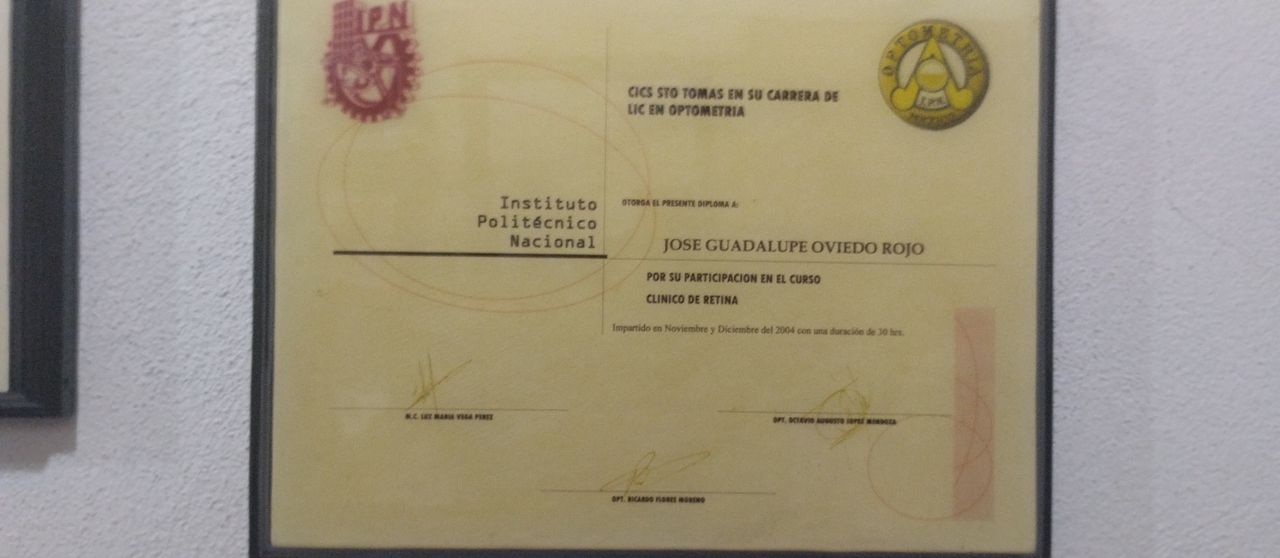 I.P.N
OPTOMETRIA
I.P.N.
MEXICO
CICS STO TOMAS EN SU CARRERA DE
LIC EN OPTOMETRIA
Instituto
Politécnico
Nacional
OTORGA EL PRESENTE DIPLOMA A:
JOSE GUADALUPE OVIEDO ROJO
POR SU PARTICIPACION EN EL CURSO
CLINICO DE RETINA
Impartido en Noviembre y Diciembre del 2004 con una duración de 30 hrs.
M.C. LUZ MARIA VEGA PEREZ
OPT. OCTAVIO AUGUSTO LOPEZ MENDOZA
OPT. RICARDO FLORES MORENO